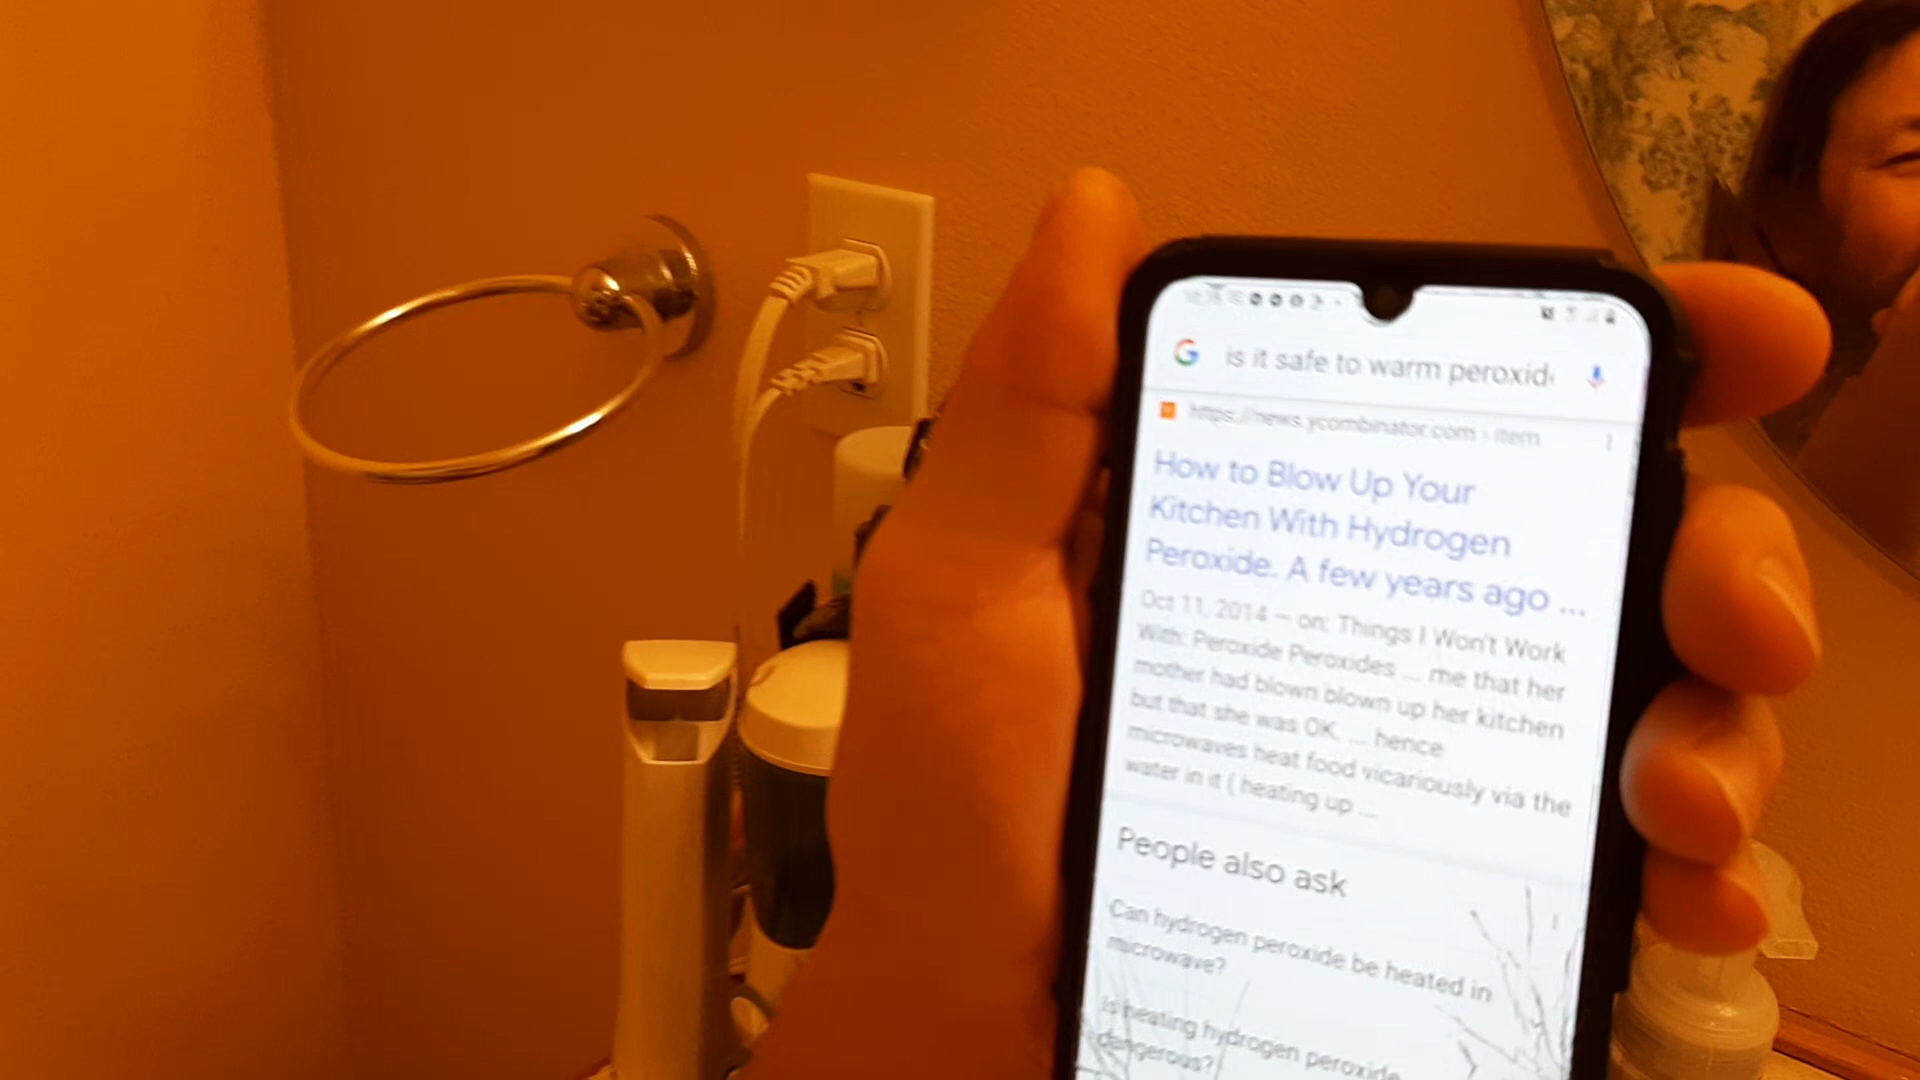 is it safe to warm peroxid
https://news.ycombinator.com › item
How to Blow Up Your
Kitchen With Hydrogen
Peroxide. A few years ago ...
Oct 11, 2014 — on: Things I Won't Work
With: Peroxide Peroxides ... me that her
mother had blown blown up her kitchen
but that she was OK. ... hence
microwaves heat food vicariously via the
water in it ( heating up ...
People also ask
Can hydrogen peroxide be heated in
microwave?
Is heating hydrogen peroxide
dangerous?